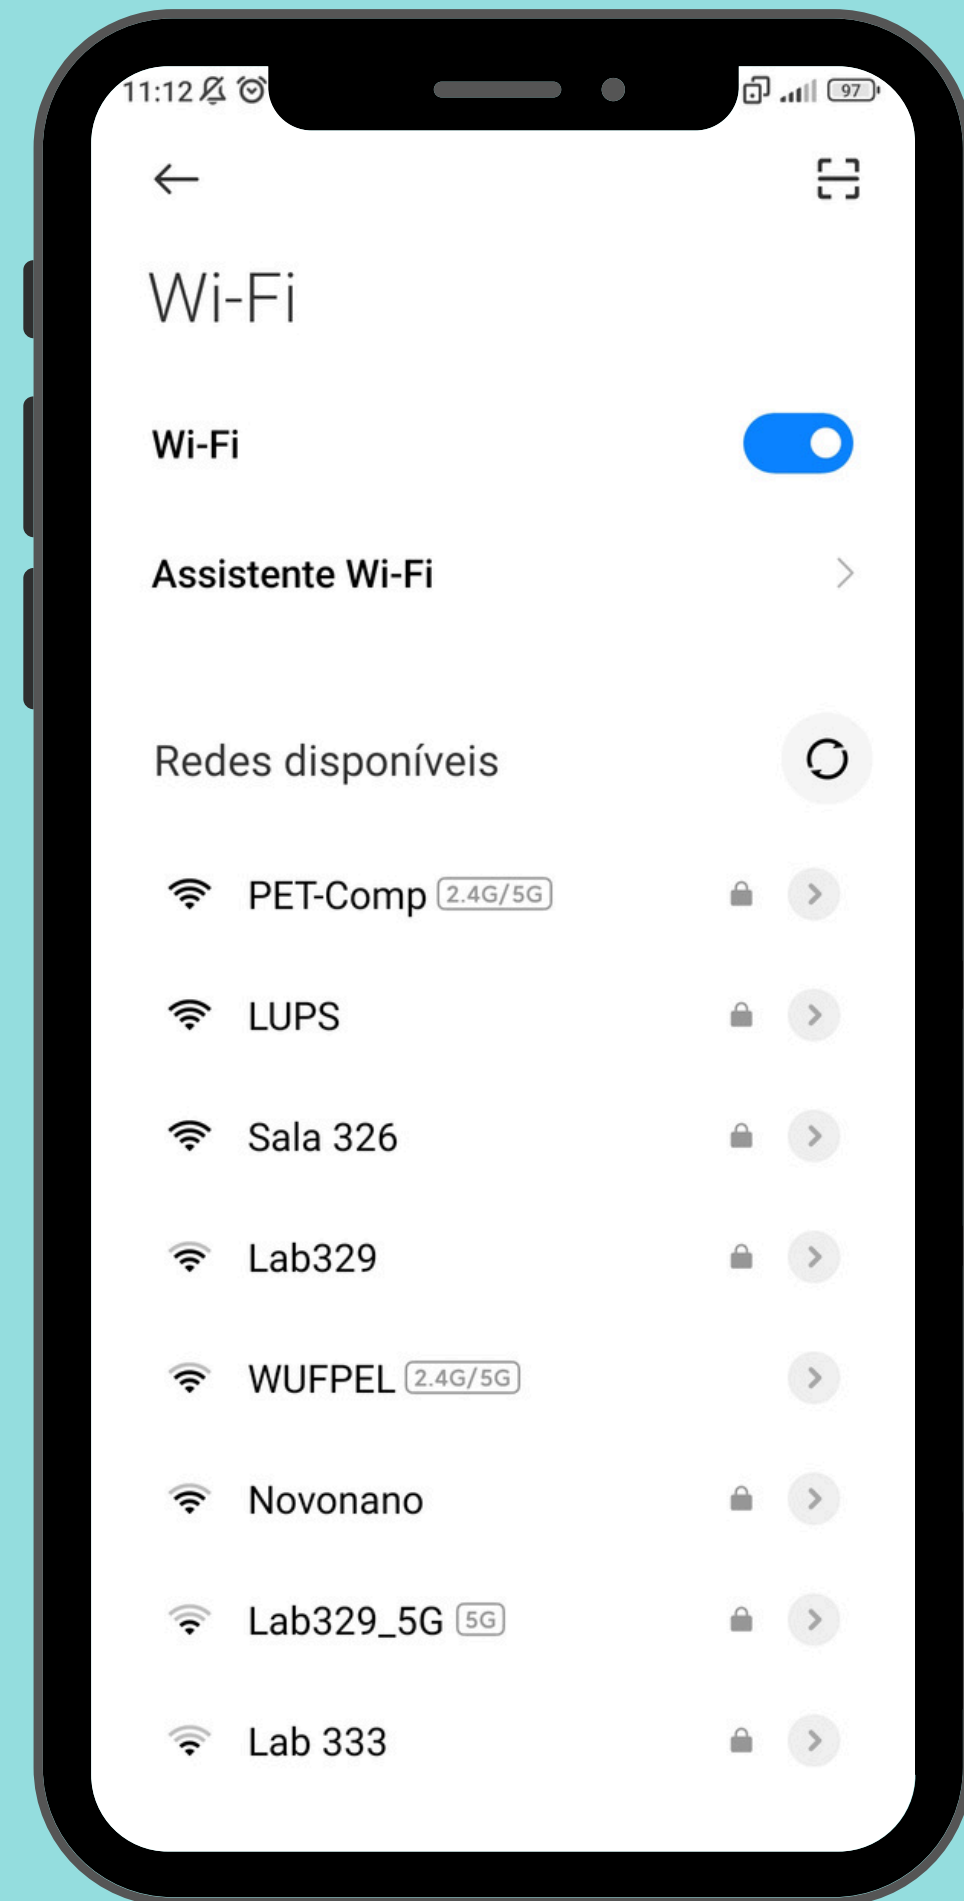 11:12 97
Wi-Fi
Wi-Fi
Assistente Wi-Fi
Redes disponíveis
PET-Comp 2.4G/5G
LUPS
Sala 326
Lab329
WUFPEL 2.4G/5G
Novonano
Lab329_5G 5G
Lab 333